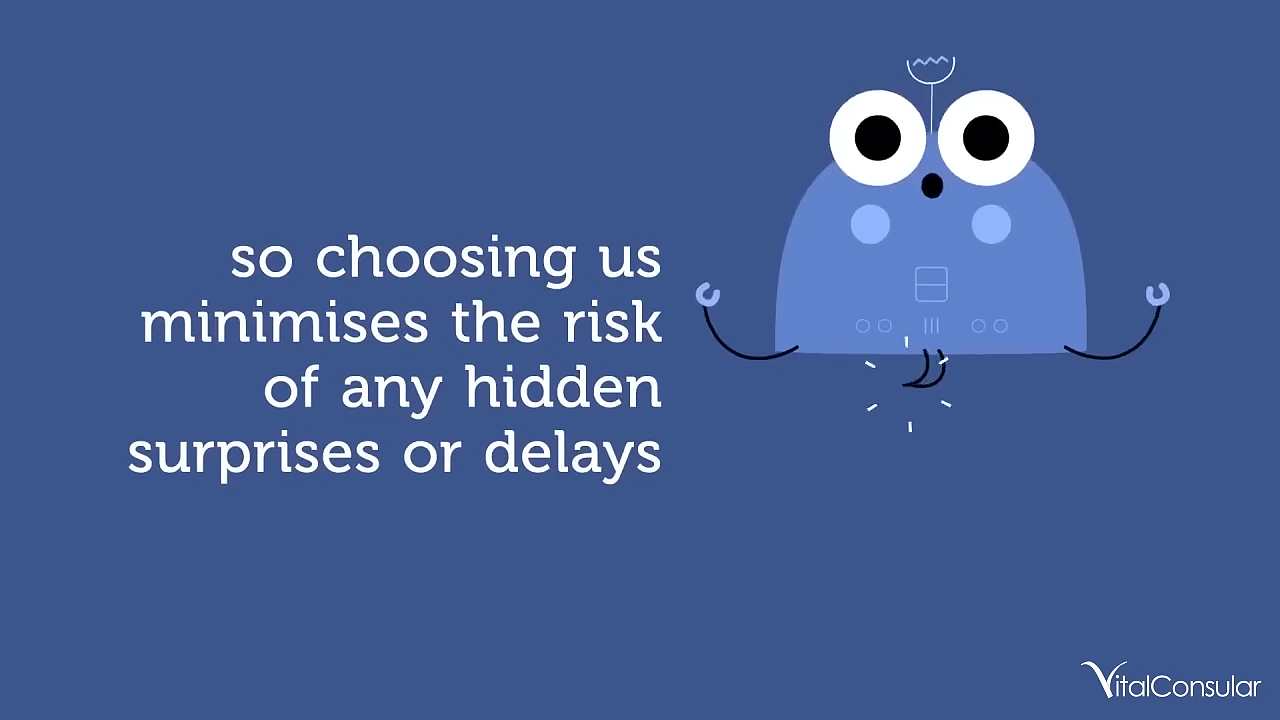 so choosing us
minimises the risk
of any hidden
surprises or delays
VitalConsular